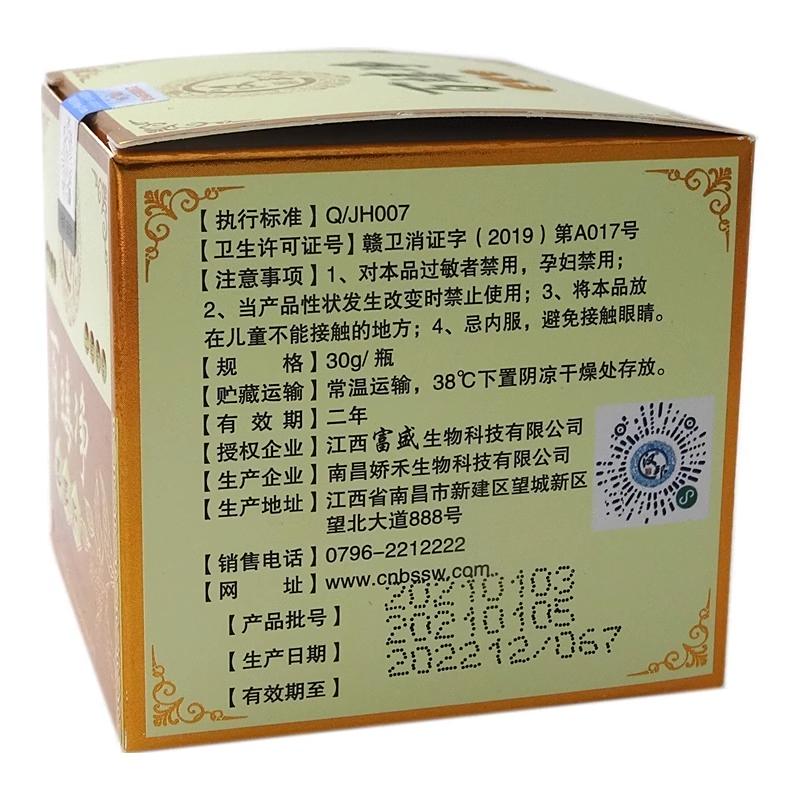 【执行标准】Q/JH007
【卫生许可证号】赣卫消证字（2019）第A017号
【注意事项】1、对本品过敏者禁用，孕妇禁用；
2、当产品性状发生改变时禁止使用；3、将本品放
在儿童不能接触的地方；4、忌内服，避免接触眼睛。
【规 格】30g/ 瓶
【贮藏运输】常温运输，38℃下置阴凉干燥处存放。
【有 效 期】二年
【授权企业】江西富盛生物科技有限公司
【生产企业】南昌娇禾生物科技有限公司
【生产地址】江西省南昌市新建区望城新区
望北大道888号
【销售电话】0796-2212222
【网 址】www.cnbssw.com
【产品批号】20210103
【生产日期】20210105
【有效期至】202212/067